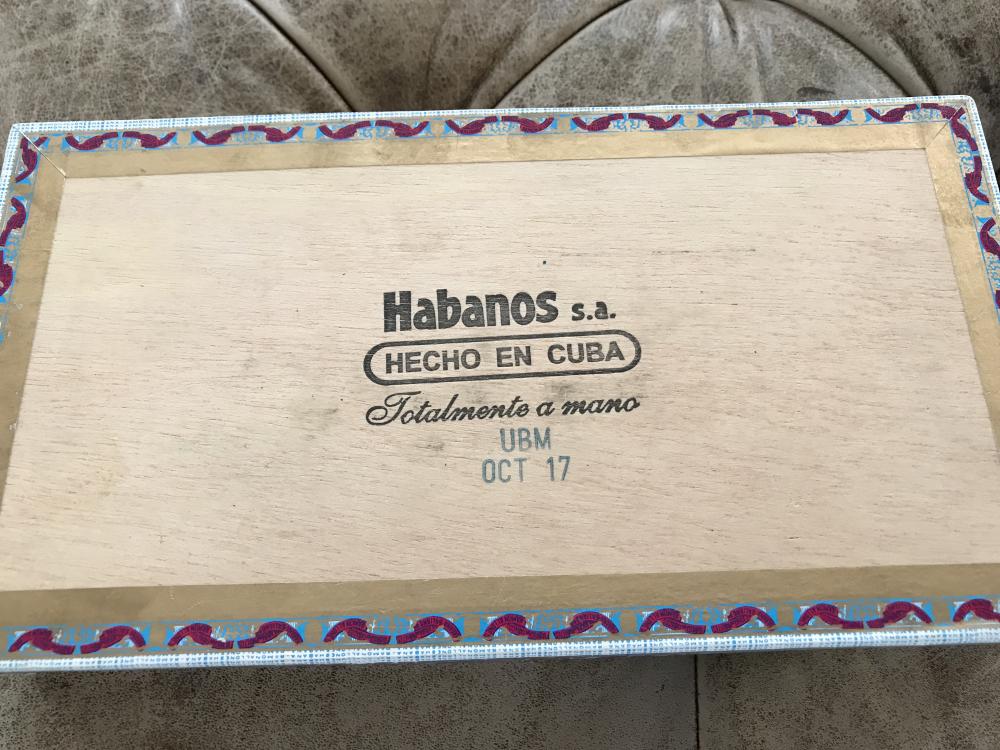 Habanos s.a.
HECHO EN CUBA
Totalmente a mano
UBM
OCT 17